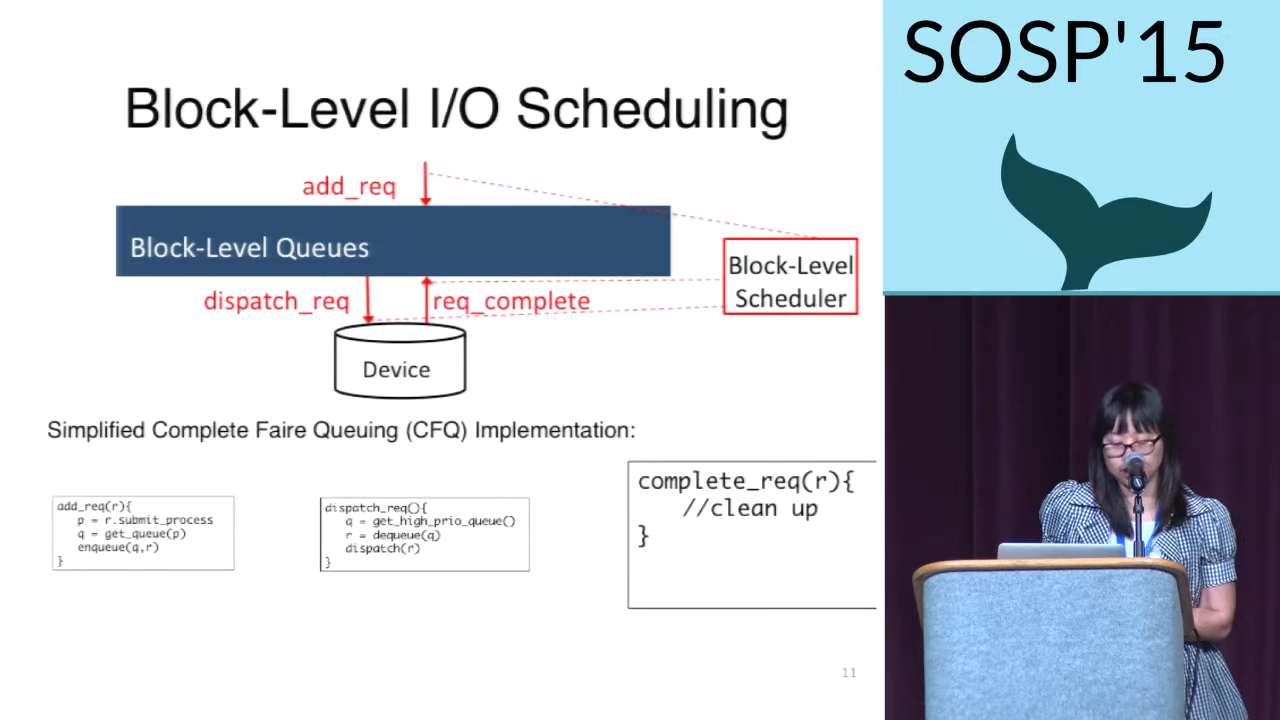 SOSP'15
Block-Level I/O Scheduling
add_req
Block-Level Queues
Block-Level
Scheduler
dispatch_req
req_complete
Device
Simplified Complete Faire Queuing (CFQ) Implementation:
add_req(r){
p = r.submit_process
q = get_queue(p)
enqueue(q,r)
}
dispatch_req(){
q = get_high_prio_queue()
r = dequeue(q)
dispatch(r)
}
complete_req(r){
//clean up
}
11